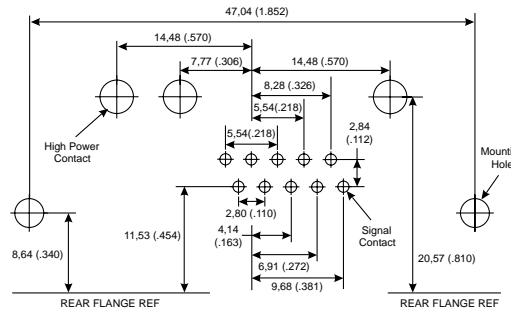 47,04 (1.852)
14,48 (.570)
14,48 (.570)
7,77 (.306)
8,28 (.326)
5,54(.218)
5,54(.218)
2,84
(.112)
High Power
Contact
Mounti
Hole
2,80 (.110)
Signal
Contact
11,53 (.454)
4,14
(.163)
8,64 (.340)
6,91 (.272)
20,57 (.810)
9,68 (.381)
REAR FLANGE REF
REAR FLANGE REF